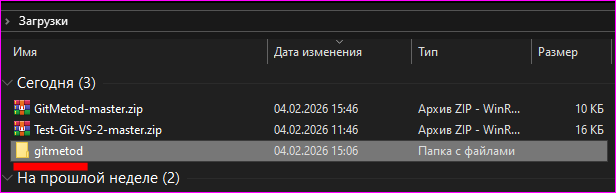 Загрузки
Имя Дата изменения Тип Размер
Сегодня (3)
GitMetod-master.zip 04.02.2026 15:46 Архив ZIP - WinR... 10 КБ
Test-Git-VS-2-master.zip 04.02.2026 11:46 Архив ZIP - WinR... 16 КБ
gitmetod 04.02.2026 15:06 Папка с файлами
На прошлой неделе (2)